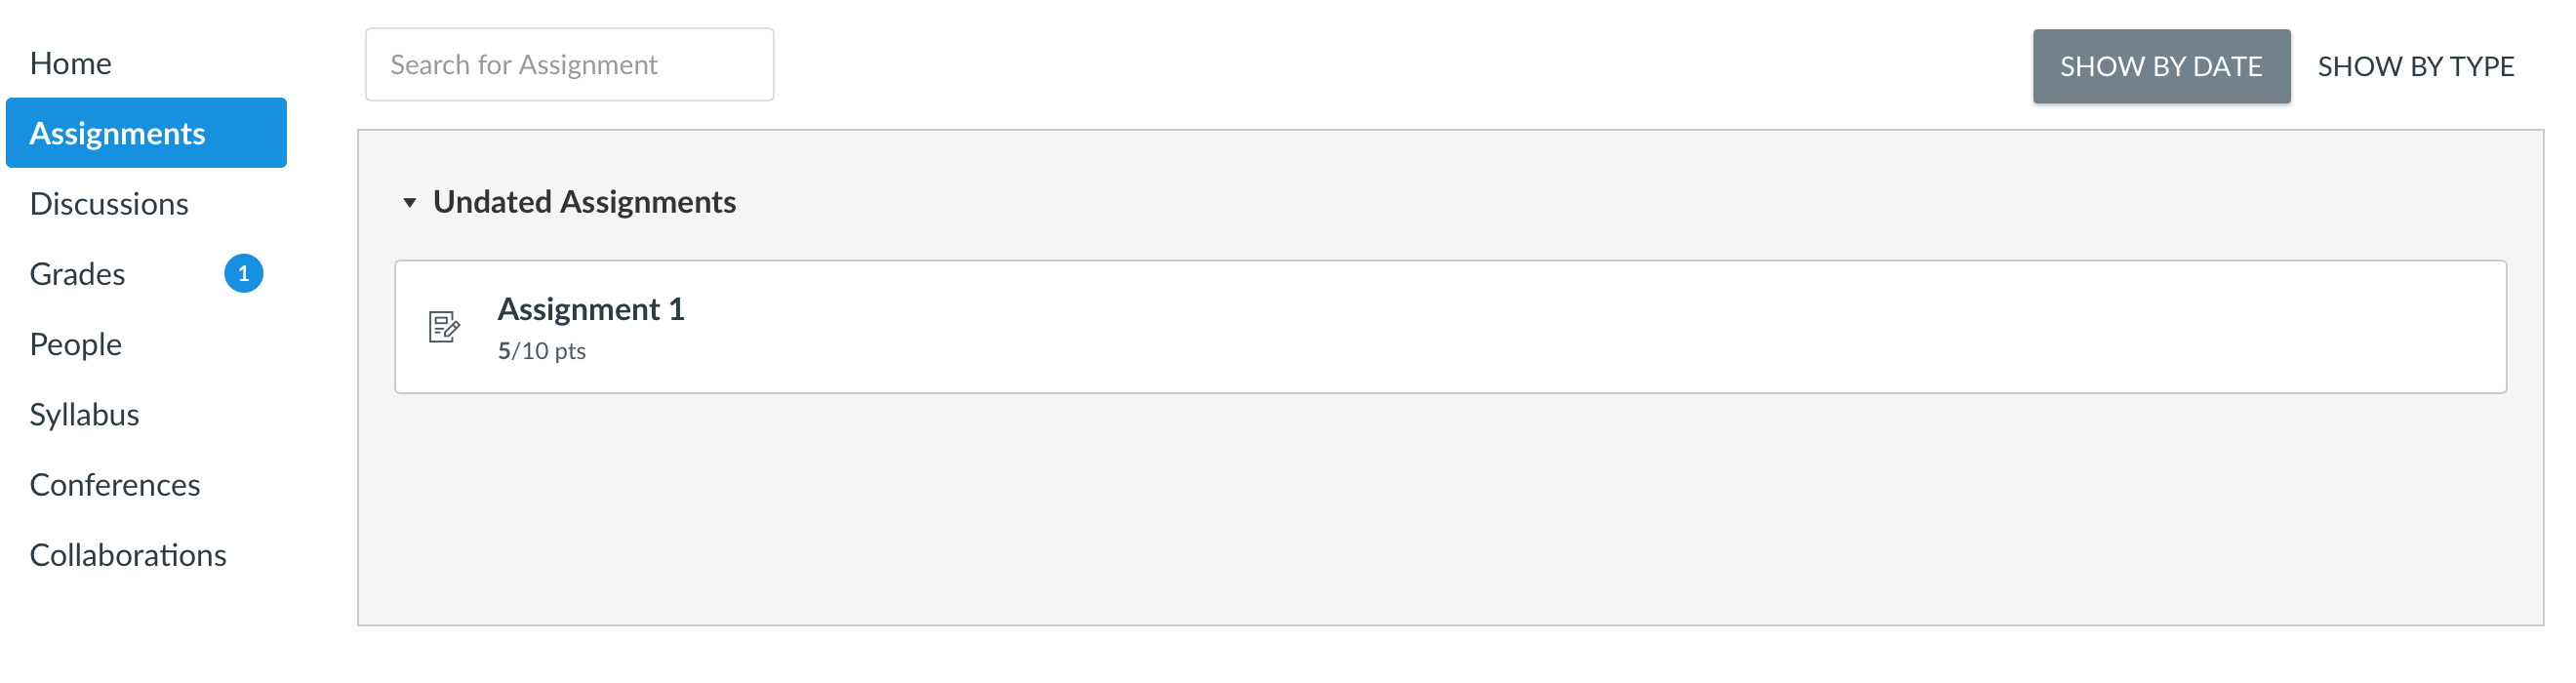 Home
Assignments
Discussions
Grades 1
People
Syllabus
Conferences
Collaborations
Search for Assignment
SHOW BY DATE SHOW BY TYPE
Undated Assignments
Assignment 1
5/10 pts